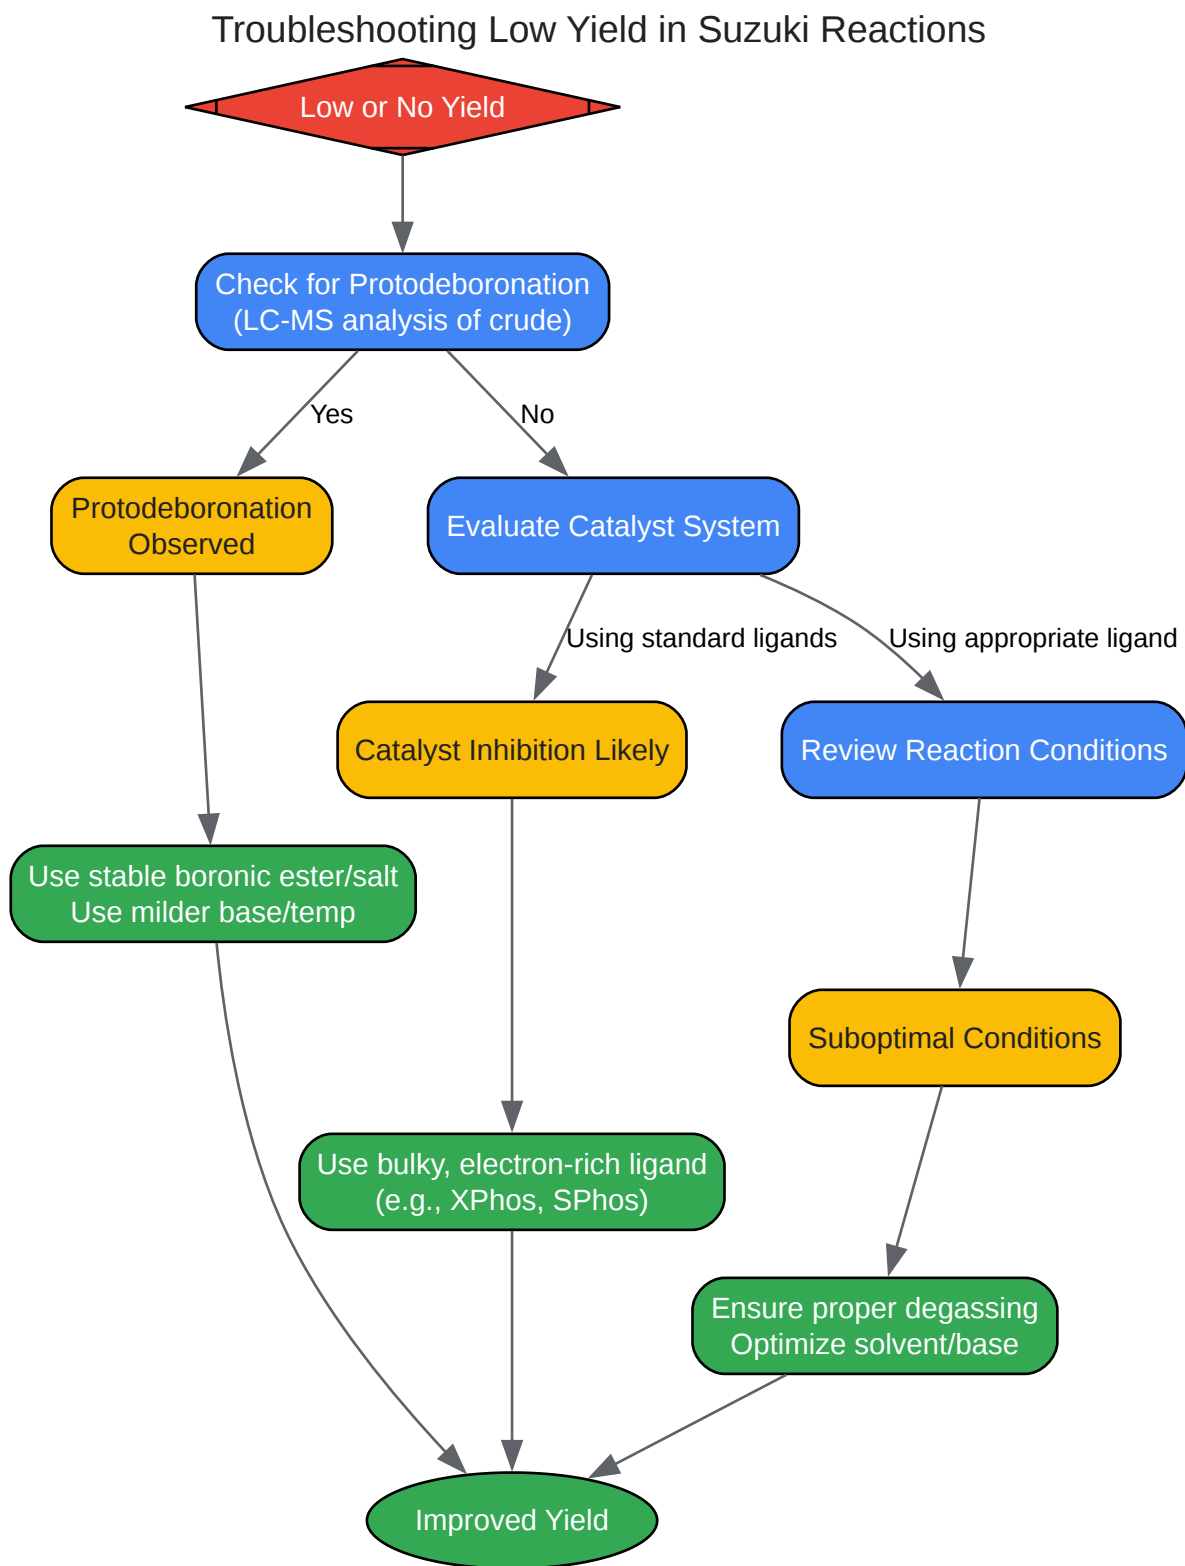 Troubleshooting Low Yield in Suzuki Reactions
Low or No Yield
Check for Protodeboronation
(LC-MS analysis of crude)
Yes
No
Protodeboronation
Observed
Evaluate Catalyst System
Using standard ligands
Using appropriate ligand
Catalyst Inhibition Likely
Review Reaction Conditions
Use stable boronic ester/salt
Use milder base/temp
Suboptimal Conditions
Use bulky, electron-rich ligand
(e.g., XPhos, SPhos)
Ensure proper degassing
Optimize solvent/base
Improved Yield